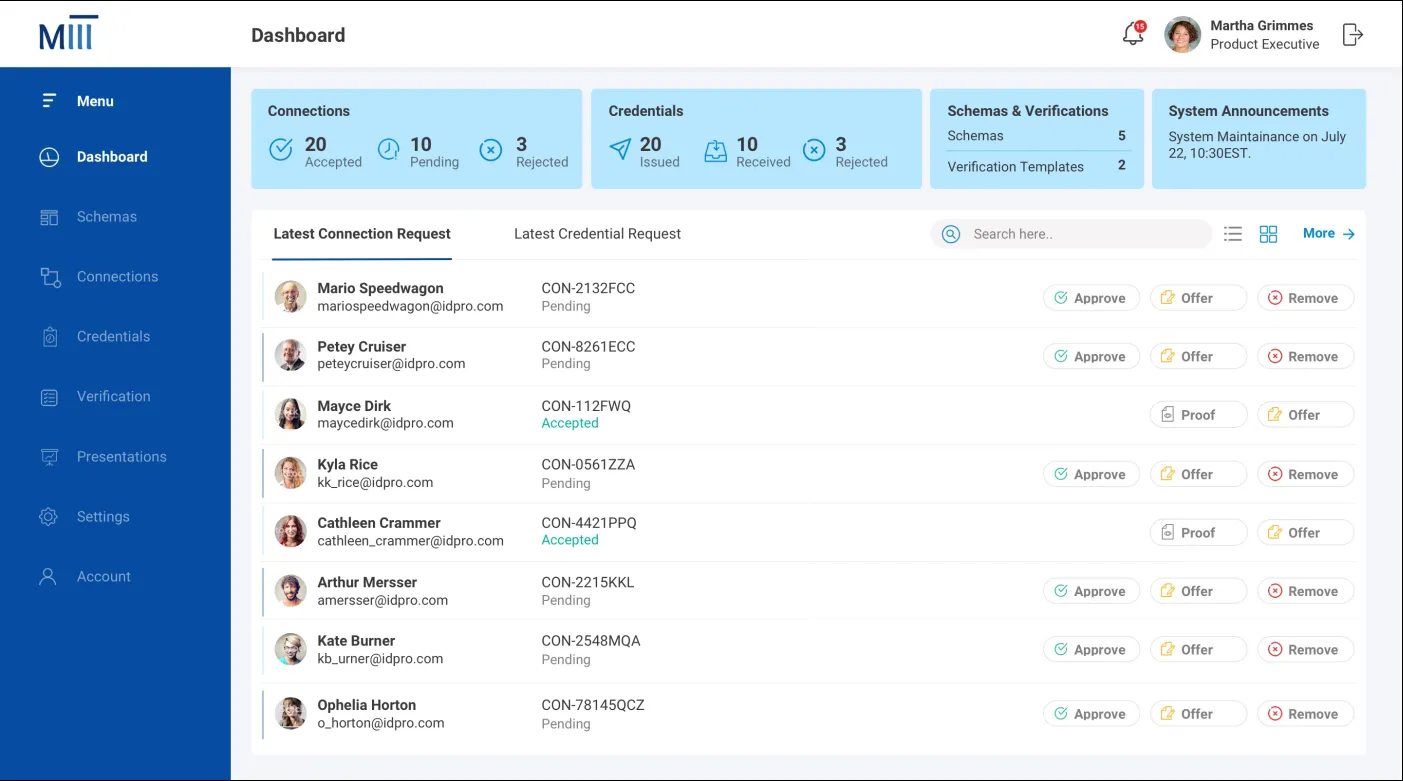 MIII
Dashboard
15
Martha Grimmes
Product Executive
Menu
Dashboard
Schemas
Connections
Credentials
Verification
Presentations
Settings
Account
Connections
20 Accepted
10 Pending
3 Rejected
Credentials
20 Issued
10 Received
3 Rejected
Schemas & Verifications
Schemas 5
Verification Templates 2
System Announcements
System Maintainance on July
22, 10:30EST.
Latest Connection Request
Latest Credential Request
Search here..
More
Mario Speedwagon CON-2132FCC
mariospeedwagon@idpro.com Pending
Approve Offer Remove
Petey Cruiser CON-8261ECC
peteycruiser@idpro.com Pending
Approve Offer Remove
Mayce Dirk CON-112FWQ
maycedirk@idpro.com Accepted
Proof Offer
Kyla Rice CON-0561ZZA
kk_rice@idpro.com Pending
Approve Offer Remove
Cathleen Crammer CON-4421PPQ
cathleen_crammer@idpro.com Accepted
Proof Offer
Arthur Mersser CON-2215KKL
amersser@idpro.com Pending
Approve Offer Remove
Kate Burner CON-2548MQA
kb_urner@idpro.com Pending
Approve Offer Remove
Ophelia Horton CON-78145QCZ
o_horton@idpro.com Pending
Approve Offer Remove